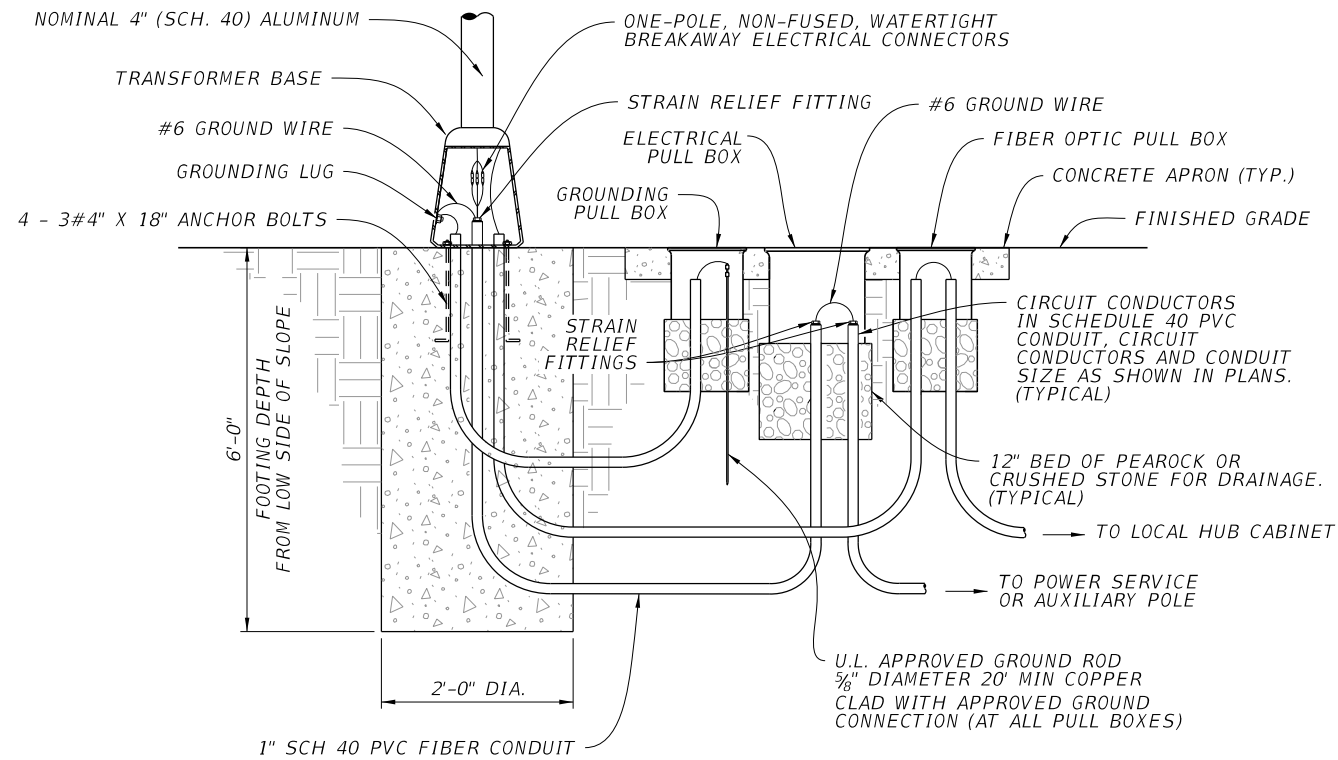 NOMINAL 4" (SCH. 40) ALUMINUM
TRANSFORMER BASE
#6 GROUND WIRE
GROUNDING LUG
4 - 3#4" X 18" ANCHOR BOLTS
ONE-POLE, NON-FUSED, WATERTIGHT
BREAKAWAY ELECTRICAL CONNECTORS
STRAIN RELIEF FITTING
#6 GROUND WIRE
ELECTRICAL
PULL BOX
FIBER OPTIC PULL BOX
GROUNDING
PULL BOX
CONCRETE APRON (TYP.)
FINISHED GRADE
STRAIN
RELIEF
FITTINGS
CIRCUIT CONDUCTORS
IN SCHEDULE 40 PVC
CONDUIT, CIRCUIT
CONDUCTORS AND CONDUIT
SIZE AS SHOWN IN PLANS.
(TYPICAL)
6'-0"
FOOTING DEPTH
FROM LOW SIDE OF SLOPE
12" BED OF PEAROCK OR
CRUSHED STONE FOR DRAINAGE.
(TYPICAL)
TO LOCAL HUB CABINET
TO POWER SERVICE
OR AUXILIARY POLE
2'-0" DIA.
U.L. APPROVED GROUND ROD
⅝" DIAMETER 20' MIN COPPER
CLAD WITH APPROVED GROUND
CONNECTION (AT ALL PULL BOXES)
1" SCH 40 PVC FIBER CONDUIT